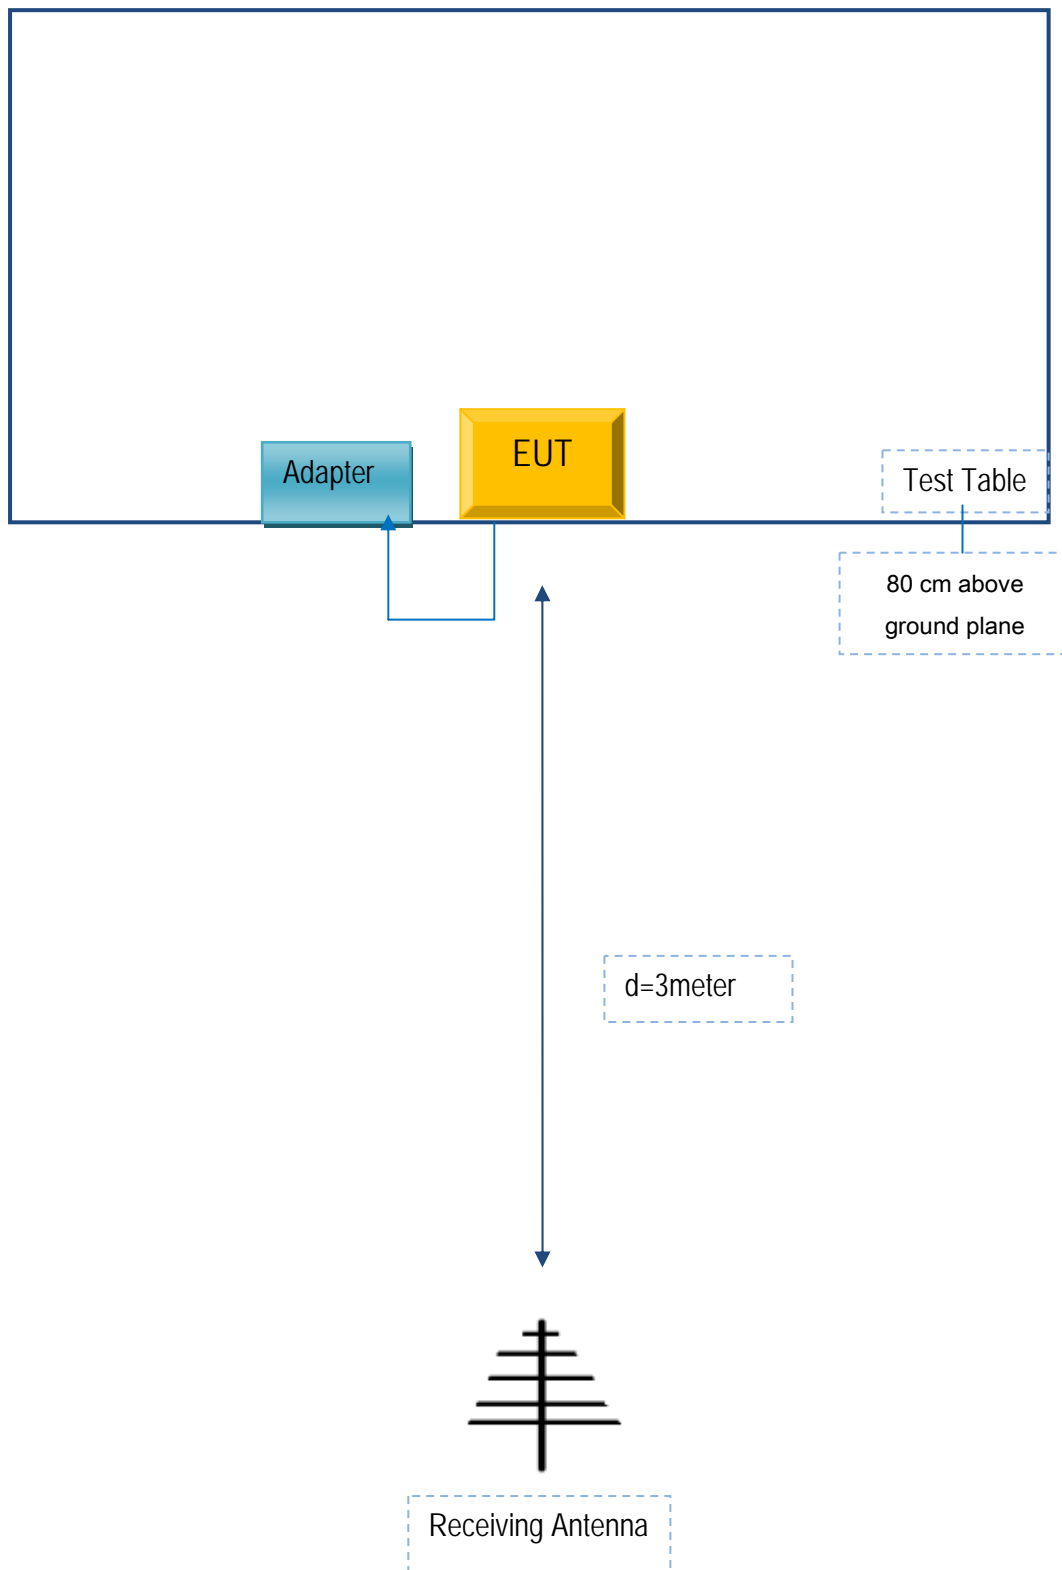 EUT
Adapter
Test Table
80 cm above
ground plane
d=3meter
Receiving Antenna